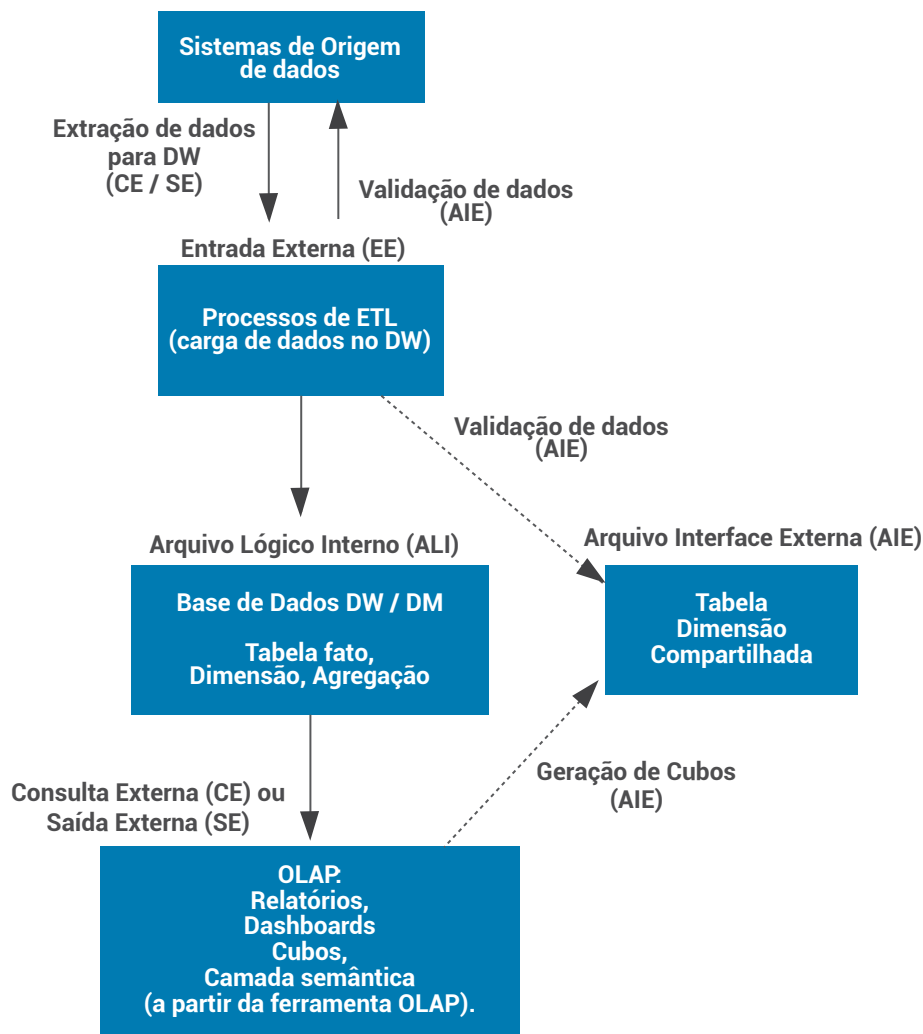 Sistemas de Origem
de dados
Extração de dados
para DW
(CE / SE)
Validação de dados
(AIE)
Entrada Externa (EE)
Processos de ETL
(carga de dados no DW)
Validação de dados
(AIE)
Arquivo Lógico Interno (ALI)
Arquivo Interface Externa (AIE)
Base de Dados DW / DM
Tabela fato,
Dimensão, Agregação
Tabela
Dimensão
Compartilhada
Geração de Cubos
(AIE)
Consulta Externa (CE) ou
Saída Externa (SE)
OLAP:
Relatórios,
Dashboards
Cubos,
Camada semântica
(a partir da ferramenta OLAP).